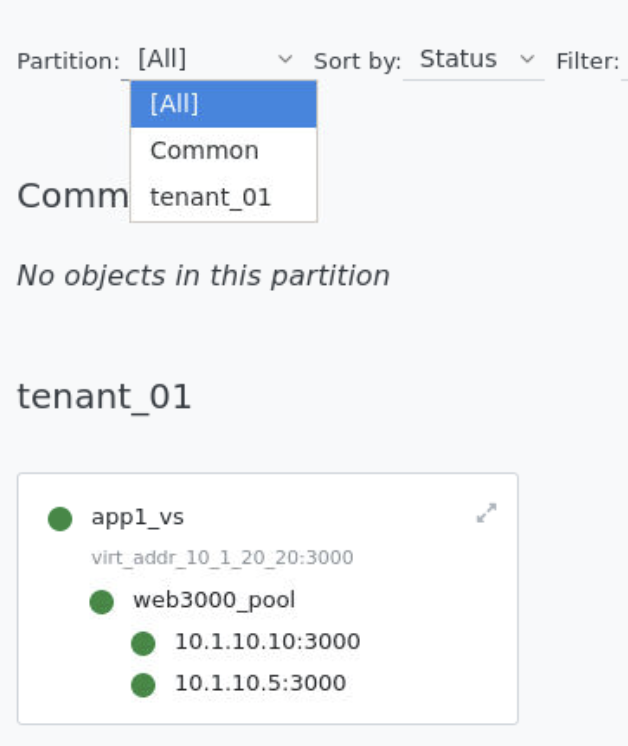 Partition: [All] Sort by: Status Filter:
[All]
Common
tenant_01
Comm
No objects in this partition
tenant_01
app1_vs
virt_addr_10_1_20_20:3000
web3000_pool
10.1.10.10:3000
10.1.10.5:3000